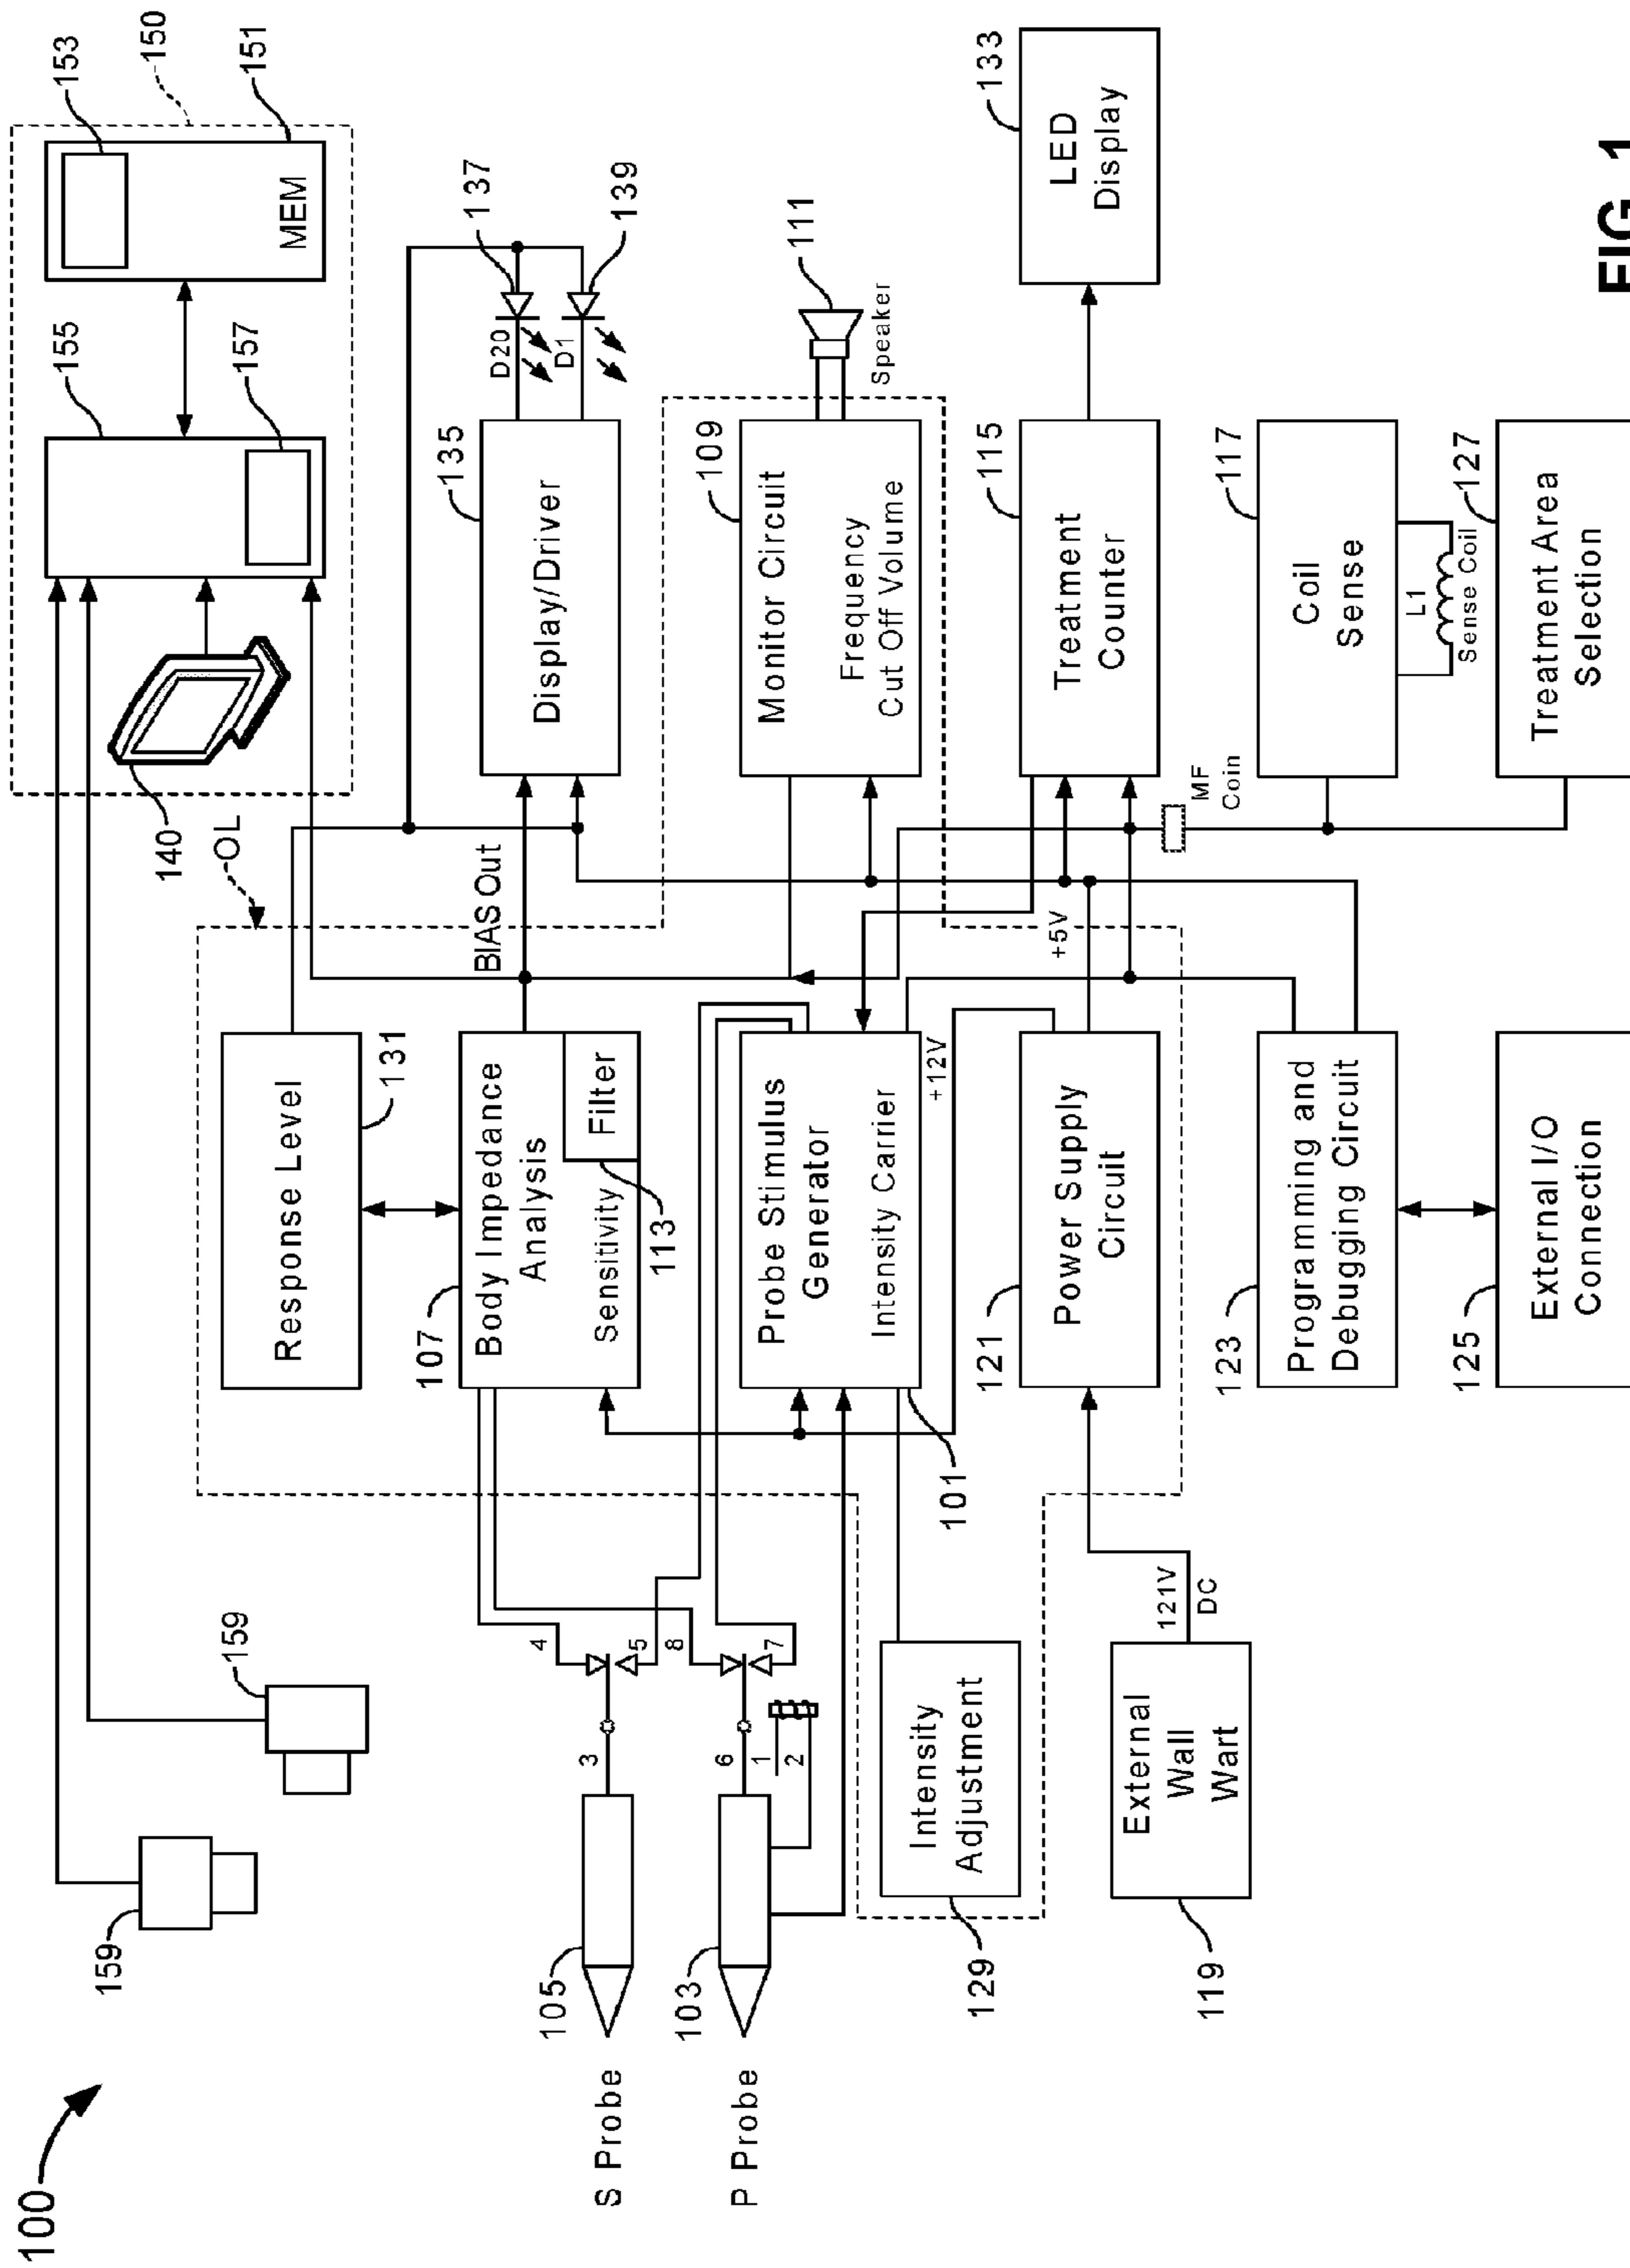 100
159
159
140
155
157
153
150
151
MEM
OL
Response Level
131
BIAS Out
Display/Driver
135
137
139
D20
D1
107
Body Impedance
Analysis
Sensitivity
Filter
113
105
S Probe
3
4
5
103
P Probe
6
1
2
8
7
Probe Stimulus
Generator
Intensity Carrier
101
+12V
Monitor Circuit
Frequency
Cut Off Volume
109
111
Speaker
Intensity
Adjustment
129
121
Power Supply
Circuit
+5V
Treatment
Counter
115
LED
Display
133
External
Wall
Wart
119
121V
DC
123
Programming and
Debugging Circuit
MF
Coin
Coil
Sense
117
L1
Sense Coil
125
External I/O
Connection
Treatment Area
Selection
127
FIG. 1